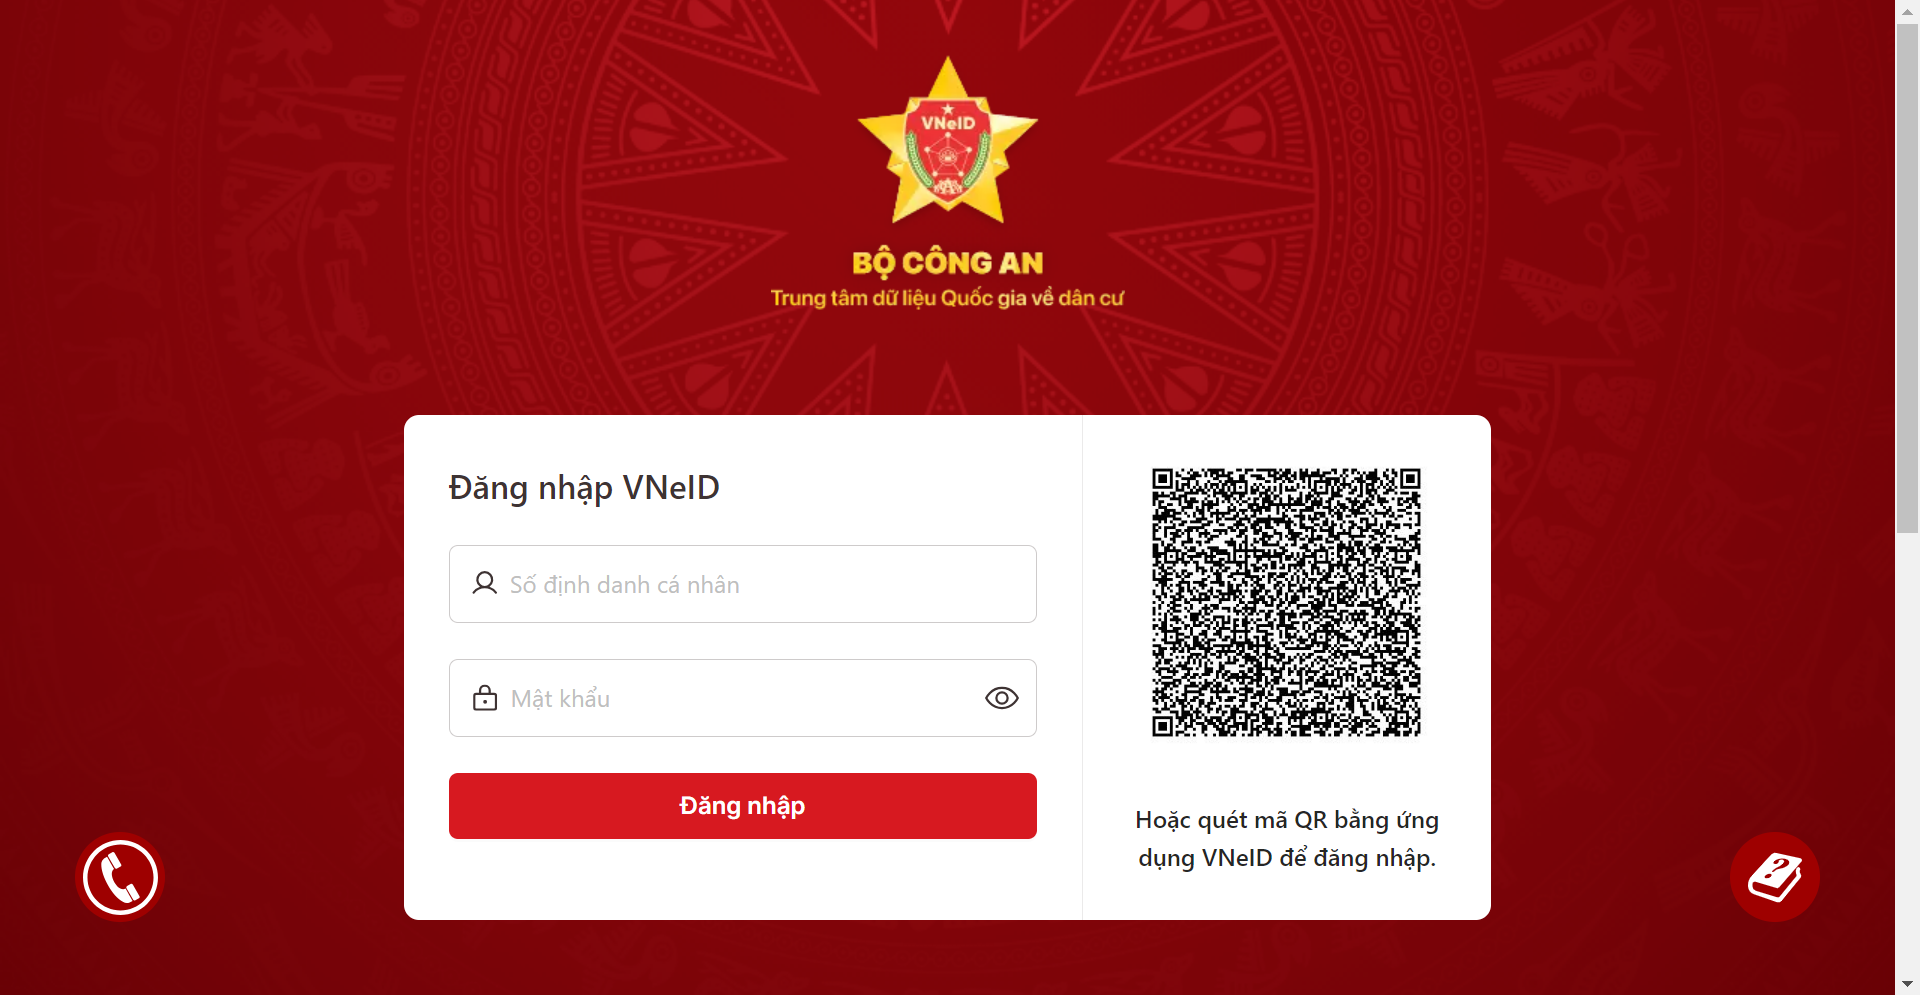 VNeID
BỘ CÔNG AN
Trung tâm dữ liệu Quốc gia về dân cư
Đăng nhập VNeID
Số định danh cá nhân
Mật khẩu
Đăng nhập
Hoặc quét mã QR bằng ứng
dụng VNeID để đăng nhập.